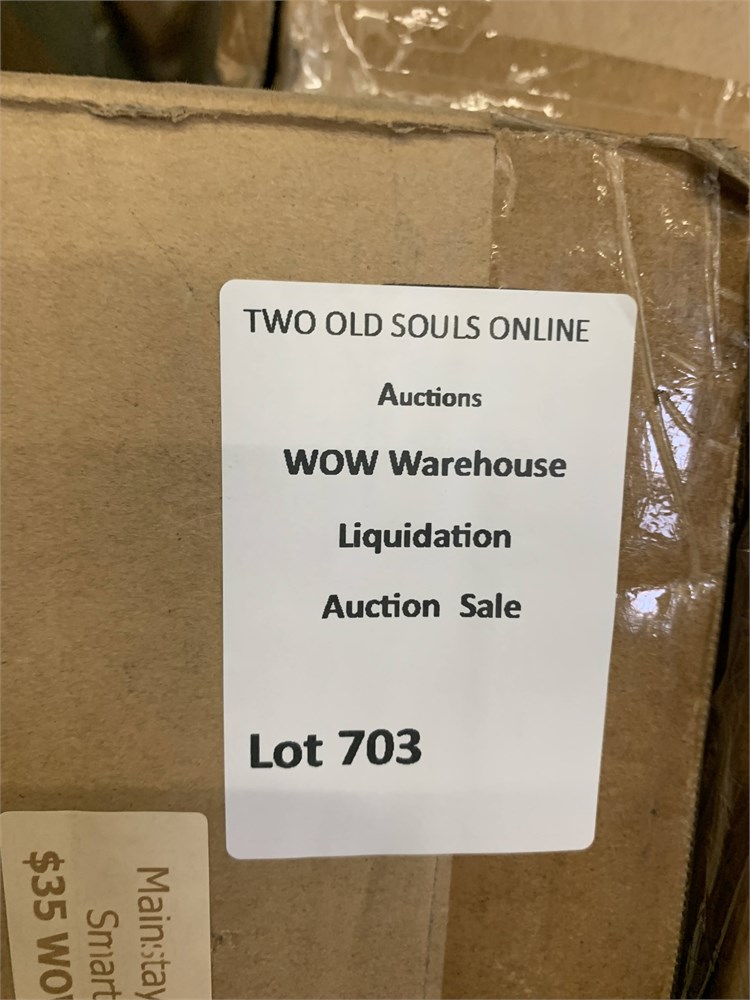 TWO OLD SOULS ONLINE
Auctions
WOW Warehouse
Liquidation
Auction Sale
Lot 703
Mainstay
Smart
$35 WO